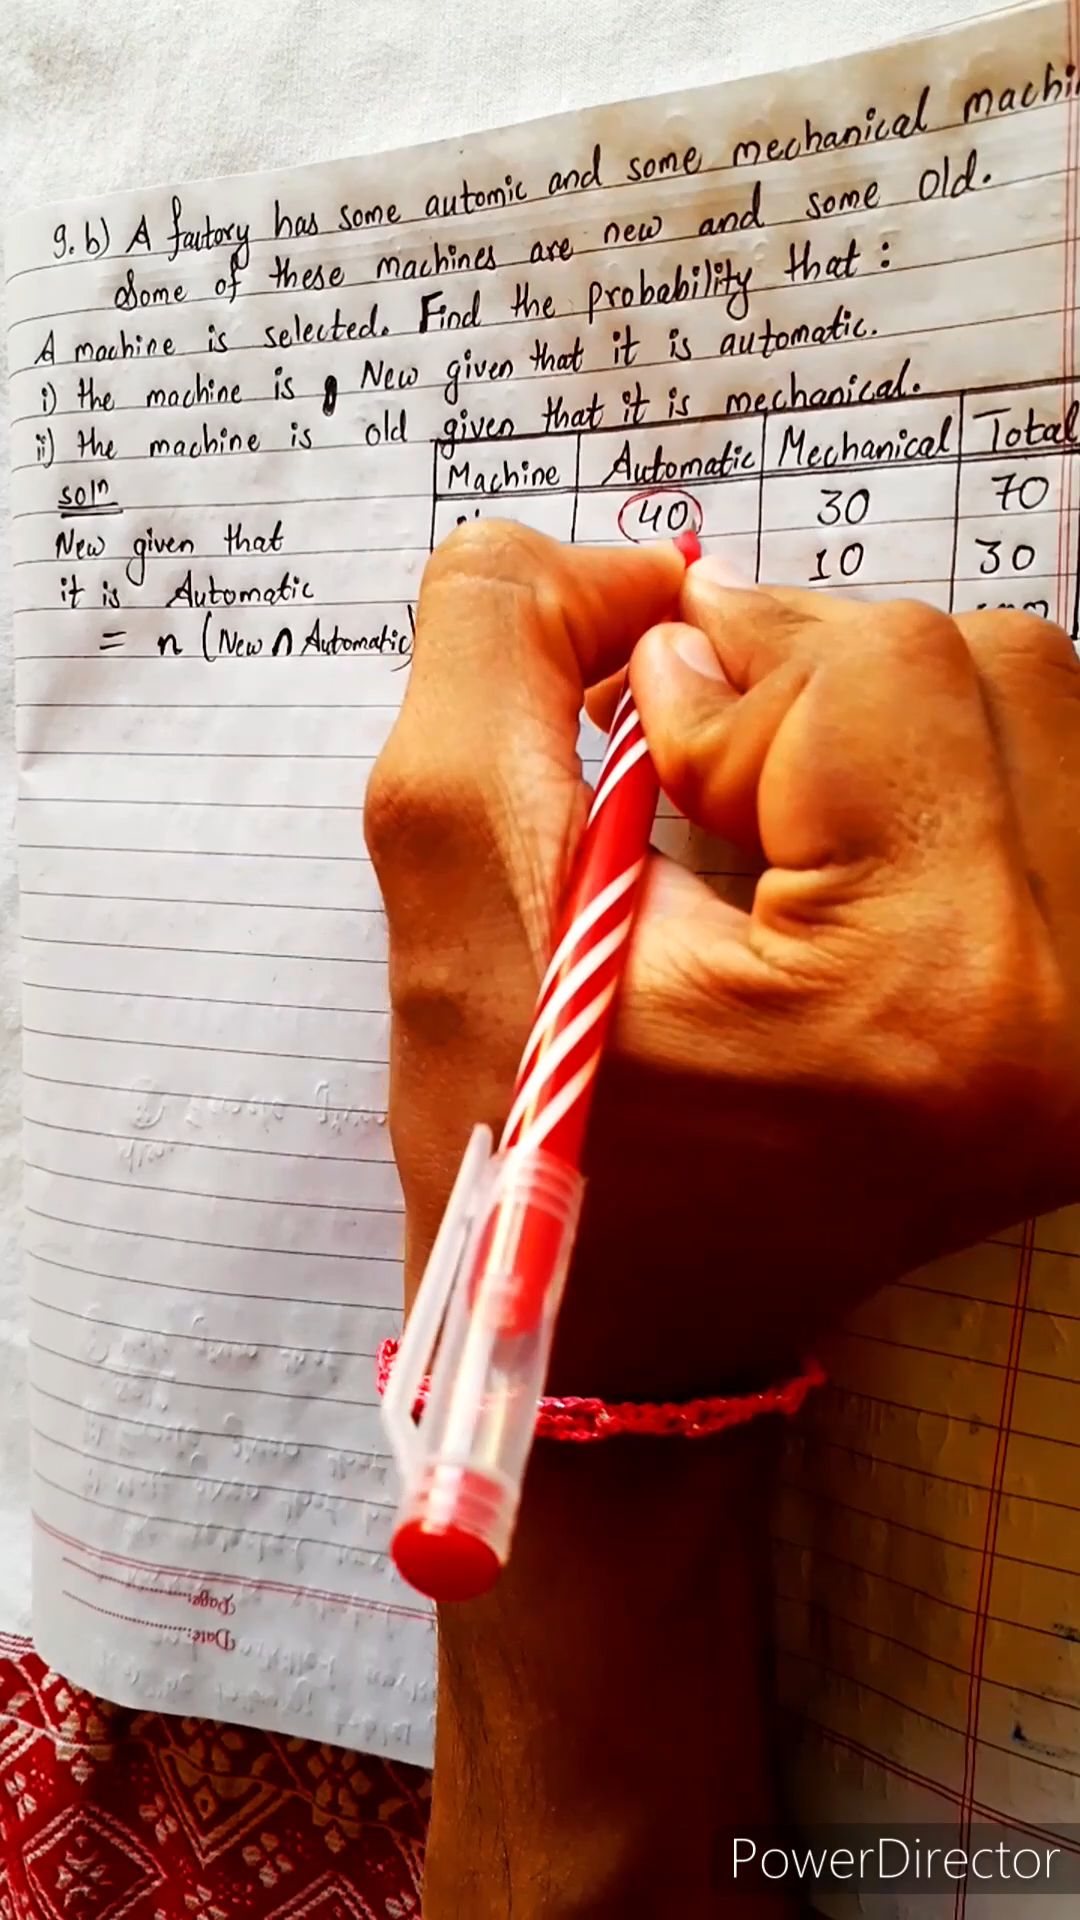 9. b) A factory has some automic and some mechanical machi
Some of these machines are new and some old.
A machine is selected. Find the probability that :
i) the machine is New given that it is automatic.
ii) the machine is old given that it is mechanical.
Machine Automatic Mechanical Total
40 30 70
10 30
soln
New given that
it is Automatic
= n (New ∩ Automatic)
Page:
Date:
PowerDirector